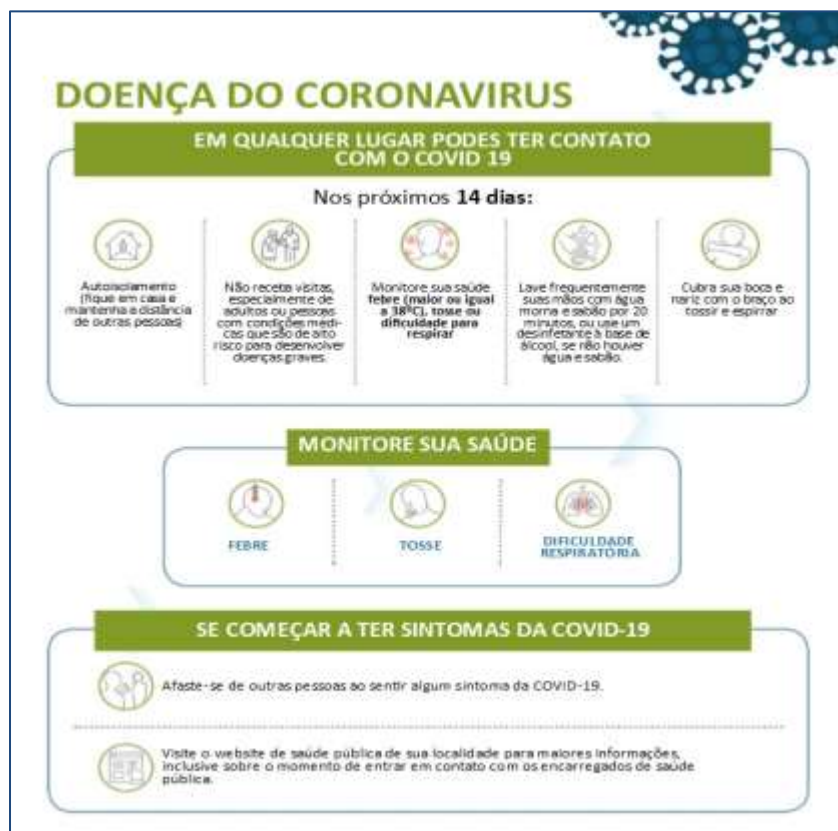 DOENÇA DO CORONAVIRUS
EM QUALQUER LUGAR PODES TER CONTATO
COM O COVID 19
Nos próximos 14 dias:
Autoisolamento
(fique em casa e
mantenha a distância
de outras pessoas)
Não receba visitas,
especialmente de
adultos ou pessoas
com condições médi-
cas que são de alto
risco para desenvolver
doenças graves.
Monitore sua saúde
febre (maior ou igual
a 38ºC), tosse ou
dificuldade para
respirar
Lave frequentemente
suas mãos com água
morna e sabão por 20
minutos, ou use um
desinfetante à base de
álcool, se não houver
água e sabão.
Cubra sua boca e
nariz com o braço ao
tossir e espirrar
MONITORE SUA SAÚDE
FEBRE
TOSSE
DIFICULDADE
RESPIRATÓRIA
SE COMEÇAR A TER SINTOMAS DA COVID-19
Afaste-se de outras pessoas ao sentir algum sintoma da COVID-19.
Visite o website de saúde pública de sua localidade para maiores informações,
inclusive sobre o momento de entrar em contato com os encarregados de saúde
pública.